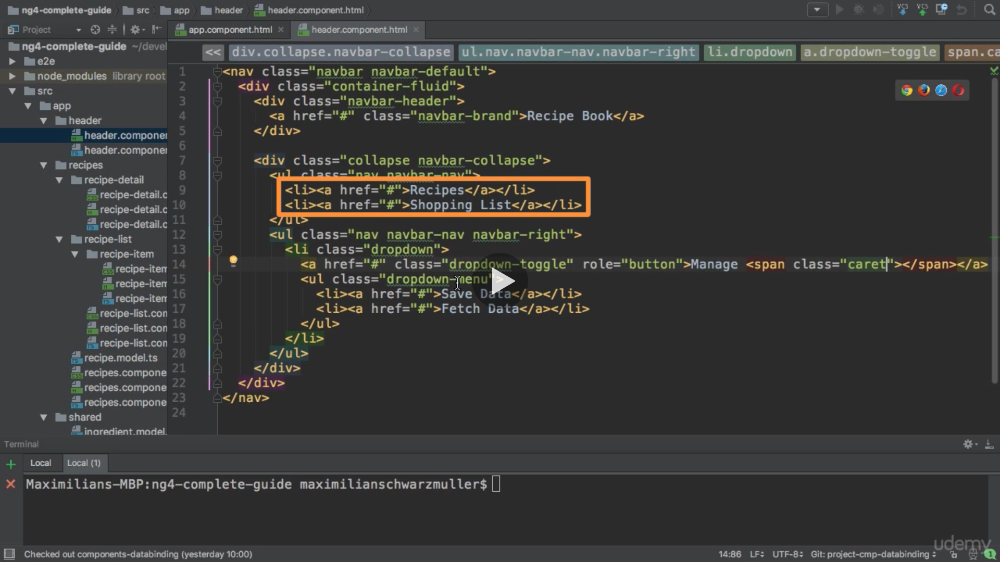 ng4-complete-guide src app header header.component.html
Project
app.component.html header.component.html
ng4-complete-guide ~/devel
e2e
node_modules library root
src
app
header
header.componen
header.componen
recipes
recipe-detail
recipe-detail.c
recipe-detail.c
recipe-detail.c
recipe-list
recipe-item
recipe-item
recipe-item
recipe-item
recipe-list.com
recipe-list.com
recipe-list.com
recipe.model.ts
recipes.compone
recipes.compone
recipes.compone
shared
ingredient.model.
<< div.collapse.navbar-collapse ul.nav.navbar-nav.navbar-right li.dropdown a.dropdown-toggle span.ca
1 <nav class="navbar navbar-default">
2 <div class="container-fluid">
3 <div class="navbar-header">
4 <a href="#" class="navbar-brand">Recipe Book</a>
5 </div>
6
7 <div class="collapse navbar-collapse">
8 <ul class="nav navbar-nav">
9 <li><a href="#">Recipes</a></li>
10 <li><a href="#">Shopping List</a></li>
11 </ul>
12 <ul class="nav navbar-nav navbar-right">
13 <li class="dropdown">
14 <a href="#" class="dropdown-toggle" role="button">Manage <span class="caret"></span></a>
15 <ul class="dropdown-menu">
16 <li><a href="#">Save Data</a></li>
17 <li><a href="#">Fetch Data</a></li>
18 </ul>
19 </li>
20 </ul>
21 </div>
22 </div>
23 </nav>
24
VCS VCS
Terminal
Local Local (1)
Maximilians-MBP:ng4-complete-guide maximilianschwarzmuller$
udemy
Checked out components-databinding (yesterday 10:00) 14:86 LF UTF-8 Git: project-cmp-databinding 1